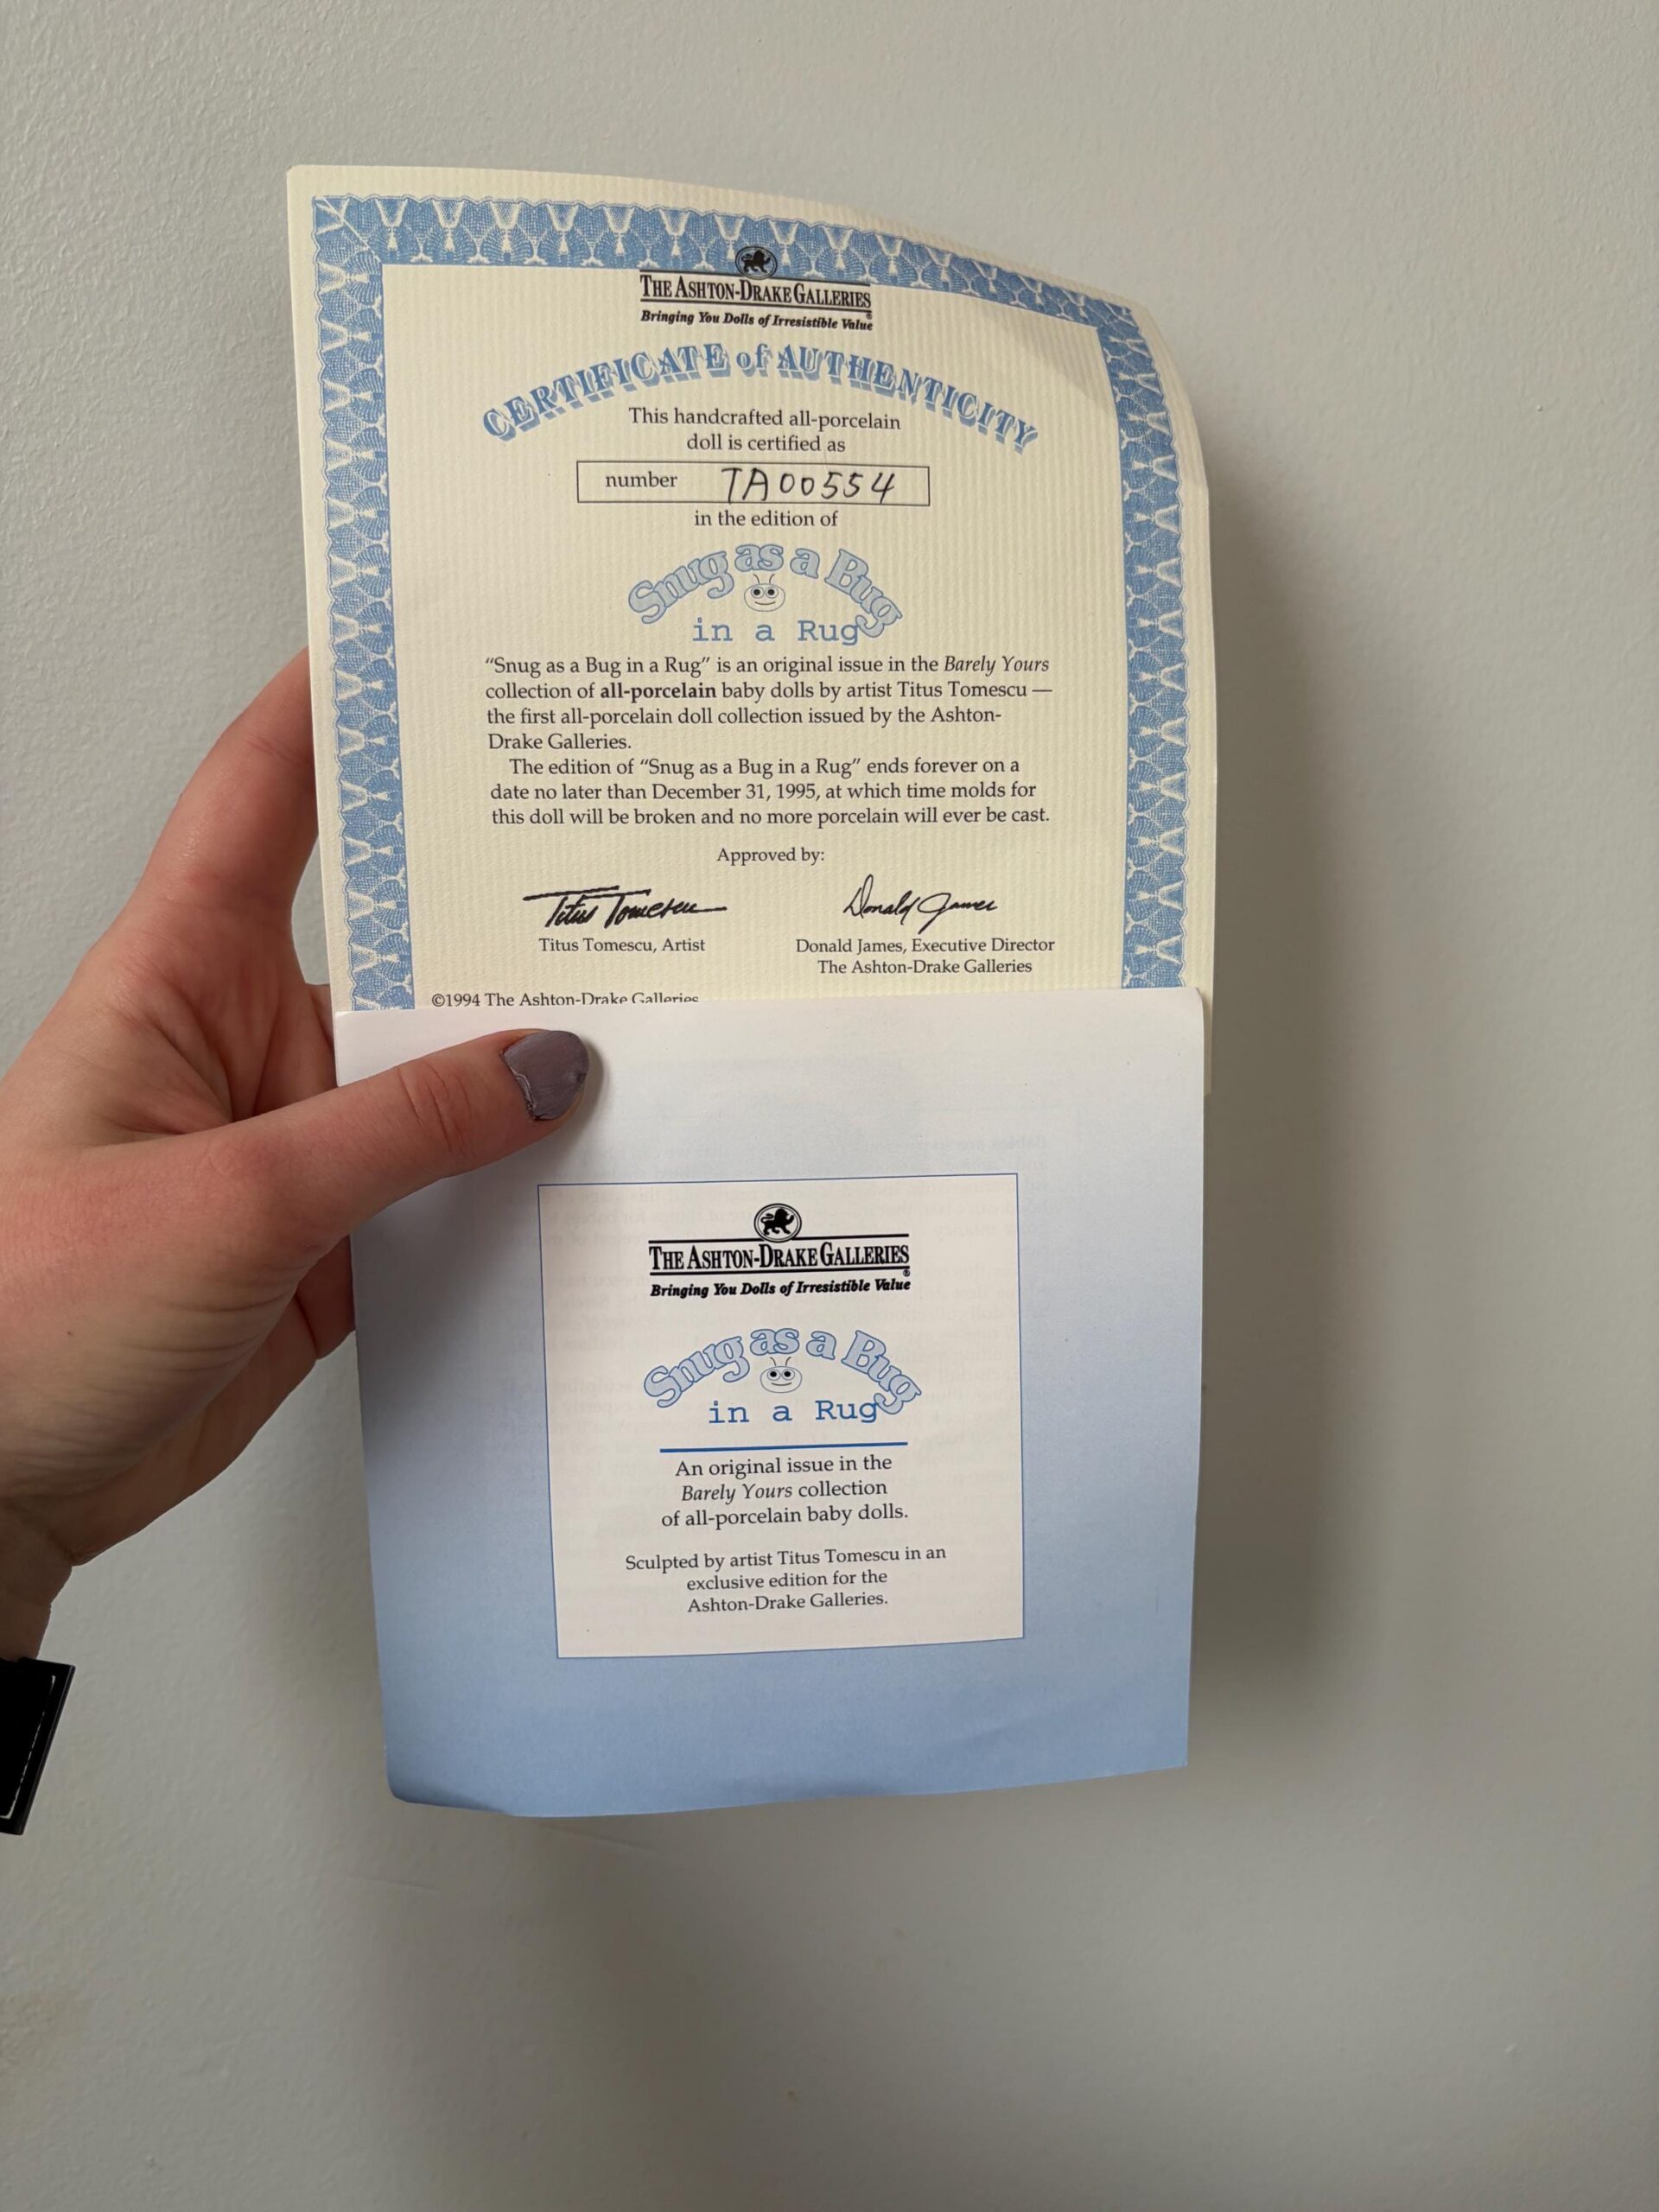 THE ASHTON-DRAKE GALLERIES
Bringing You Dolls of Irresistible Value®
CERTIFICATE of AUTHENTICITY
This handcrafted all-porcelain
doll is certified as
number TA00554
in the edition of
Snug as a Bug
in a Rug
“Snug as a Bug in a Rug” is an original issue in the Barely Yours
collection of all-porcelain baby dolls by artist Titus Tomescu —
the first all-porcelain doll collection issued by the Ashton-
Drake Galleries.
The edition of “Snug as a Bug in a Rug” ends forever on a
date no later than December 31, 1995, at which time molds for
this doll will be broken and no more porcelain will ever be cast.
Approved by:
Titus Tomescu Donald James
Titus Tomescu, Artist Donald James, Executive Director
The Ashton-Drake Galleries
©1994 The Ashton-Drake Galleries
THE ASHTON-DRAKE GALLERIES
Bringing You Dolls of Irresistible Value®
Snug as a Bug
in a Rug
An original issue in the
Barely Yours collection
of all-porcelain baby dolls.
Sculpted by artist Titus Tomescu in an
exclusive edition for the
Ashton-Drake Galleries.